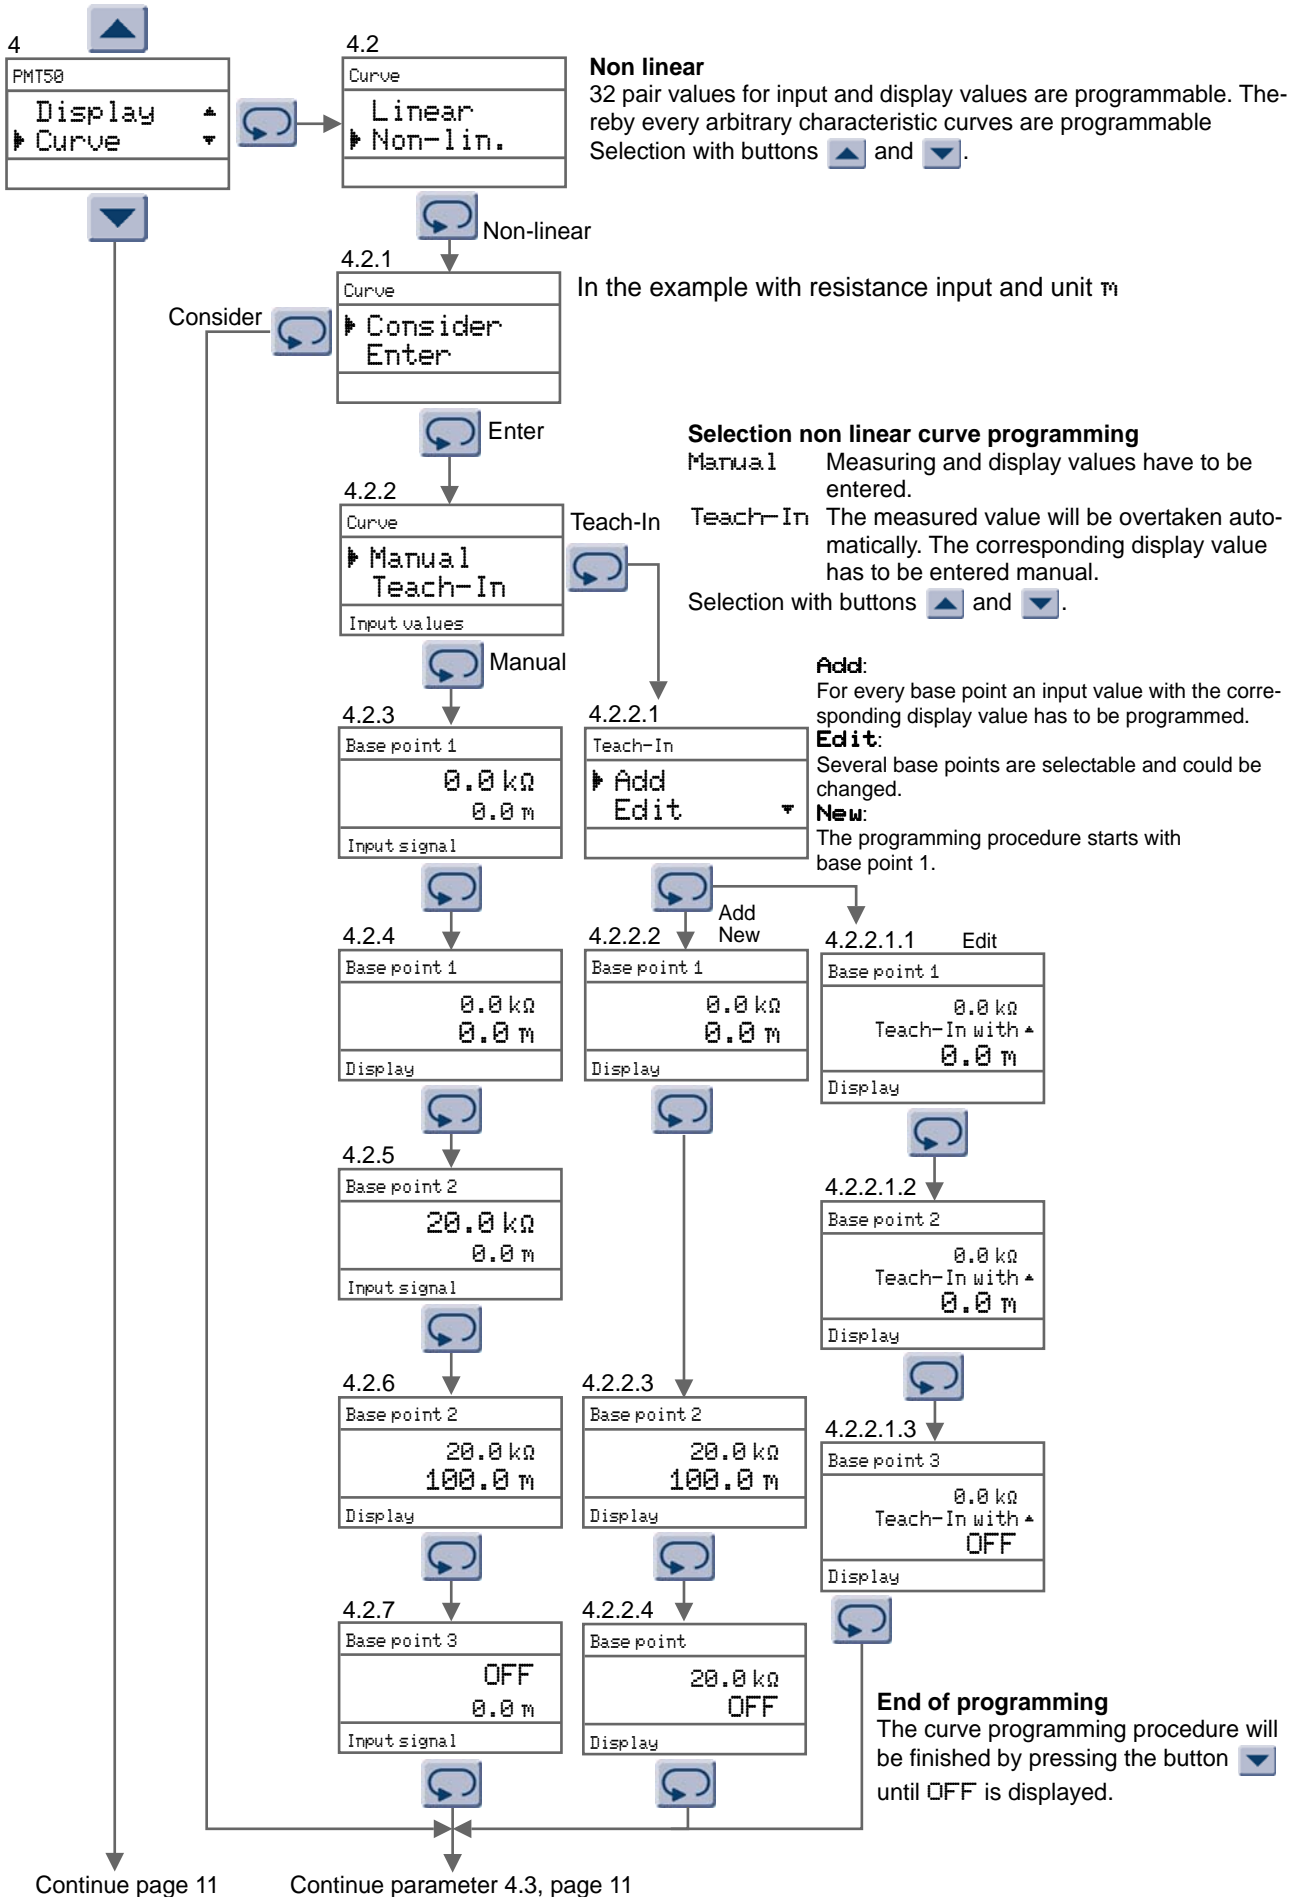 4
PMT50
Display
Curve
4.2
Curve
Linear
Non-lin.
Non linear
32 pair values for input and display values are programmable. The-
reby every arbitrary characteristic curves are programmable
Selection with buttons and .
Non-linear
4.2.1
Curve
Consider
Enter
Consider
In the example with resistance input and unit m
Enter
4.2.2
Curve
Manual
Teach-In
Input values
Teach-In
Selection non linear curve programming
Manual Measuring and display values have to be
entered.
Teach-In The measured value will be overtaken auto-
matically. The corresponding display value
has to be entered manual.
Selection with buttons and .
Manual
4.2.3
Base point 1
0.0 kΩ
0.0 m
Input signal
4.2.2.1
Teach-In
Add
Edit
Add:
For every base point an input value with the corre-
sponding display value has to be programmed.
Edit:
Several base points are selectable and could be
changed.
New:
The programming procedure starts with
base point 1.
Add
New
4.2.4
Base point 1
0.0 kΩ
0.0 m
Display
4.2.2.2
Base point 1
0.0 kΩ
0.0 m
Display
4.2.2.1.1 Edit
Base point 1
0.0 kΩ
Teach-In with
0.0 m
Display
4.2.5
Base point 2
20.0 kΩ
0.0 m
Input signal
4.2.2.1.2
Base point 2
0.0 kΩ
Teach-In with
0.0 m
Display
4.2.6
Base point 2
20.0 kΩ
100.0 m
Display
4.2.2.3
Base point 2
20.0 kΩ
100.0 m
Display
4.2.2.1.3
Base point 3
0.0 kΩ
Teach-In with
OFF
Display
4.2.7
Base point 3
OFF
0.0 m
Input signal
4.2.2.4
Base point
20.0 kΩ
OFF
Display
End of programming
The curve programming procedure will
be finished by pressing the button
until OFF is displayed.
Continue page 11
Continue parameter 4.3, page 11